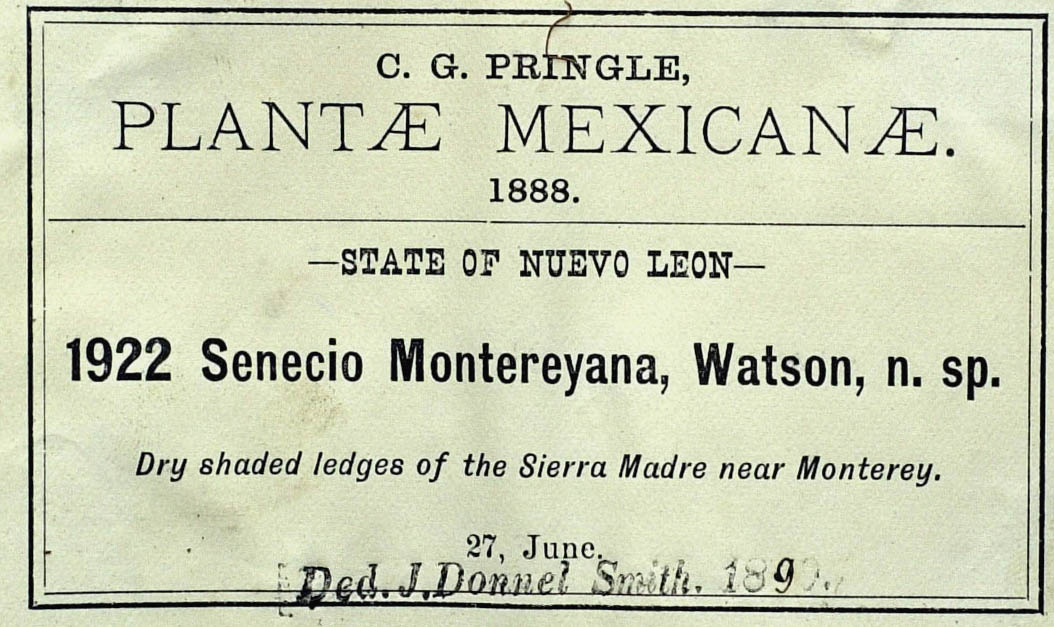 C. G. PRINGLE,
PLANTÆ MEXICANÆ.
1888.
—STATE OF NUEVO LEON—
1922 Senecio Montereyana, Watson, n. sp.
Dry shaded ledges of the Sierra Madre near Monterey.
27, June.
Ded. J. Donnel Smith.